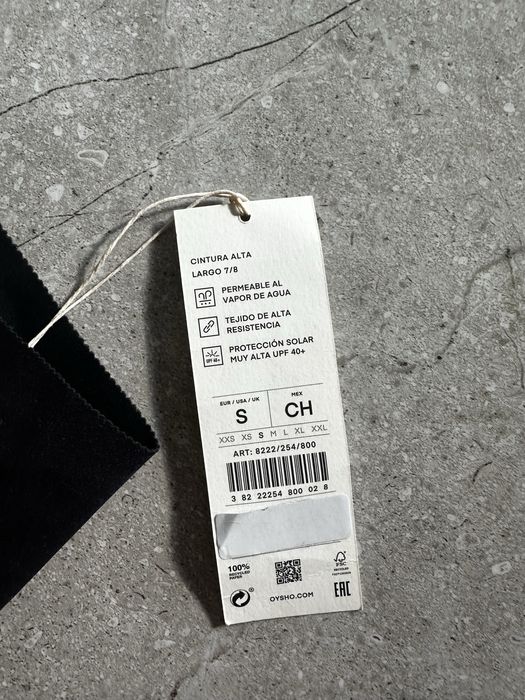 CINTURA ALTA
LARGO 7/8
PERMEABLE AL
VAPOR DE AGUA
TEJIDO DE ALTA
RESISTENCIA
UPF 40+
PROTECCIÓN SOLAR
MUY ALTA UPF 40+
EUR / USA / UK MEX
S CH
XXS XS S M L XL XXL
ART: 8222/254/800
3 82 22254 800 02 8
100%
RECYCLED
PAPER
FSC
RECYCLED
OYSHO.COM
EAC